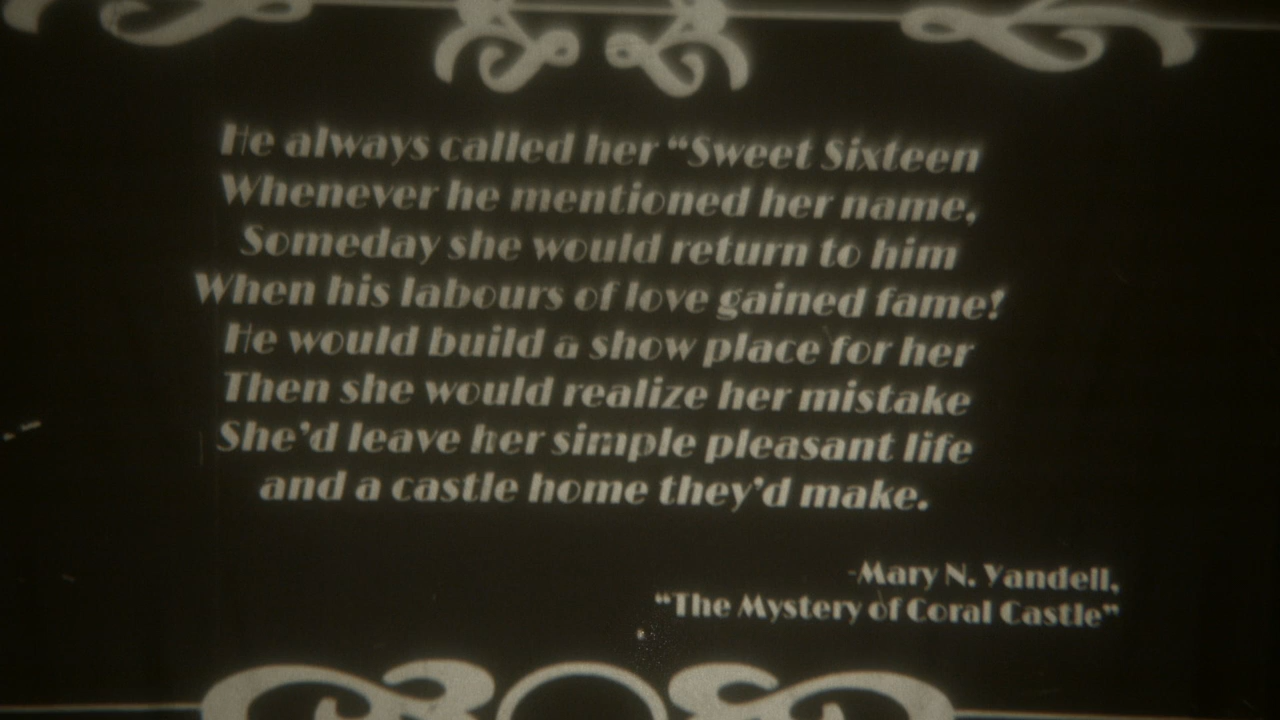 He always called her “Sweet Sixteen
Whenever he mentioned her name,
Someday she would return to him
When his labours of love gained fame!
He would build a show place for her
Then she would realize her mistake
She’d leave her simple pleasant life
and a castle home they’d make.
-Mary N. Yandell,
“The Mystery of Coral Castle”